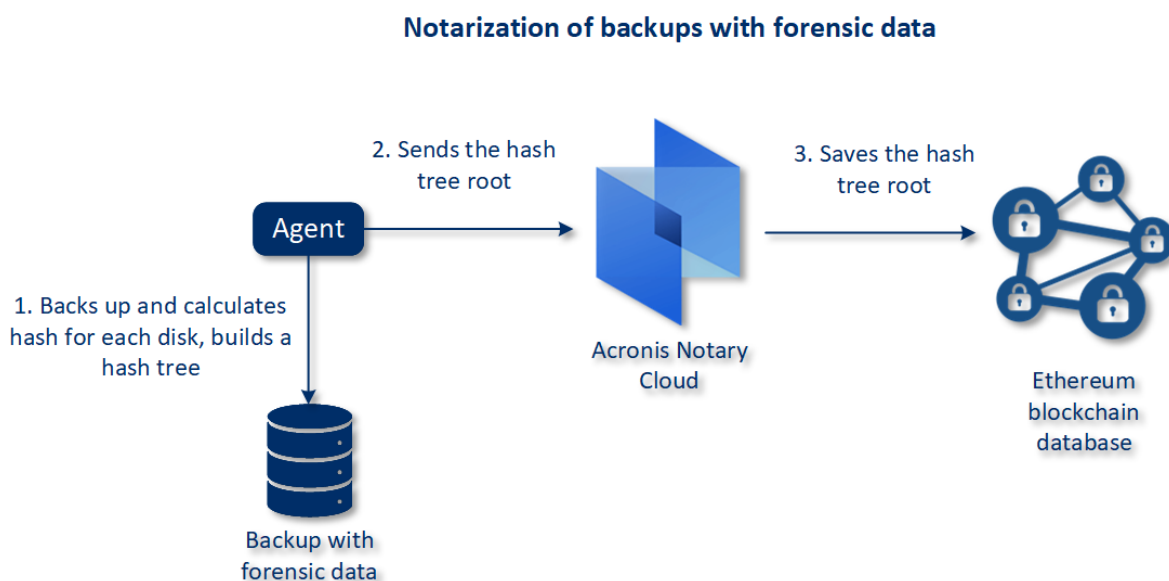 Notarization of backups with forensic data
2. Sends the hash
tree root
3. Saves the hash
tree root
Agent
1. Backs up and calculates
hash for each disk, builds a
hash tree
Acronis Notary
Cloud
Ethereum
blockchain
database
Backup with
forensic data